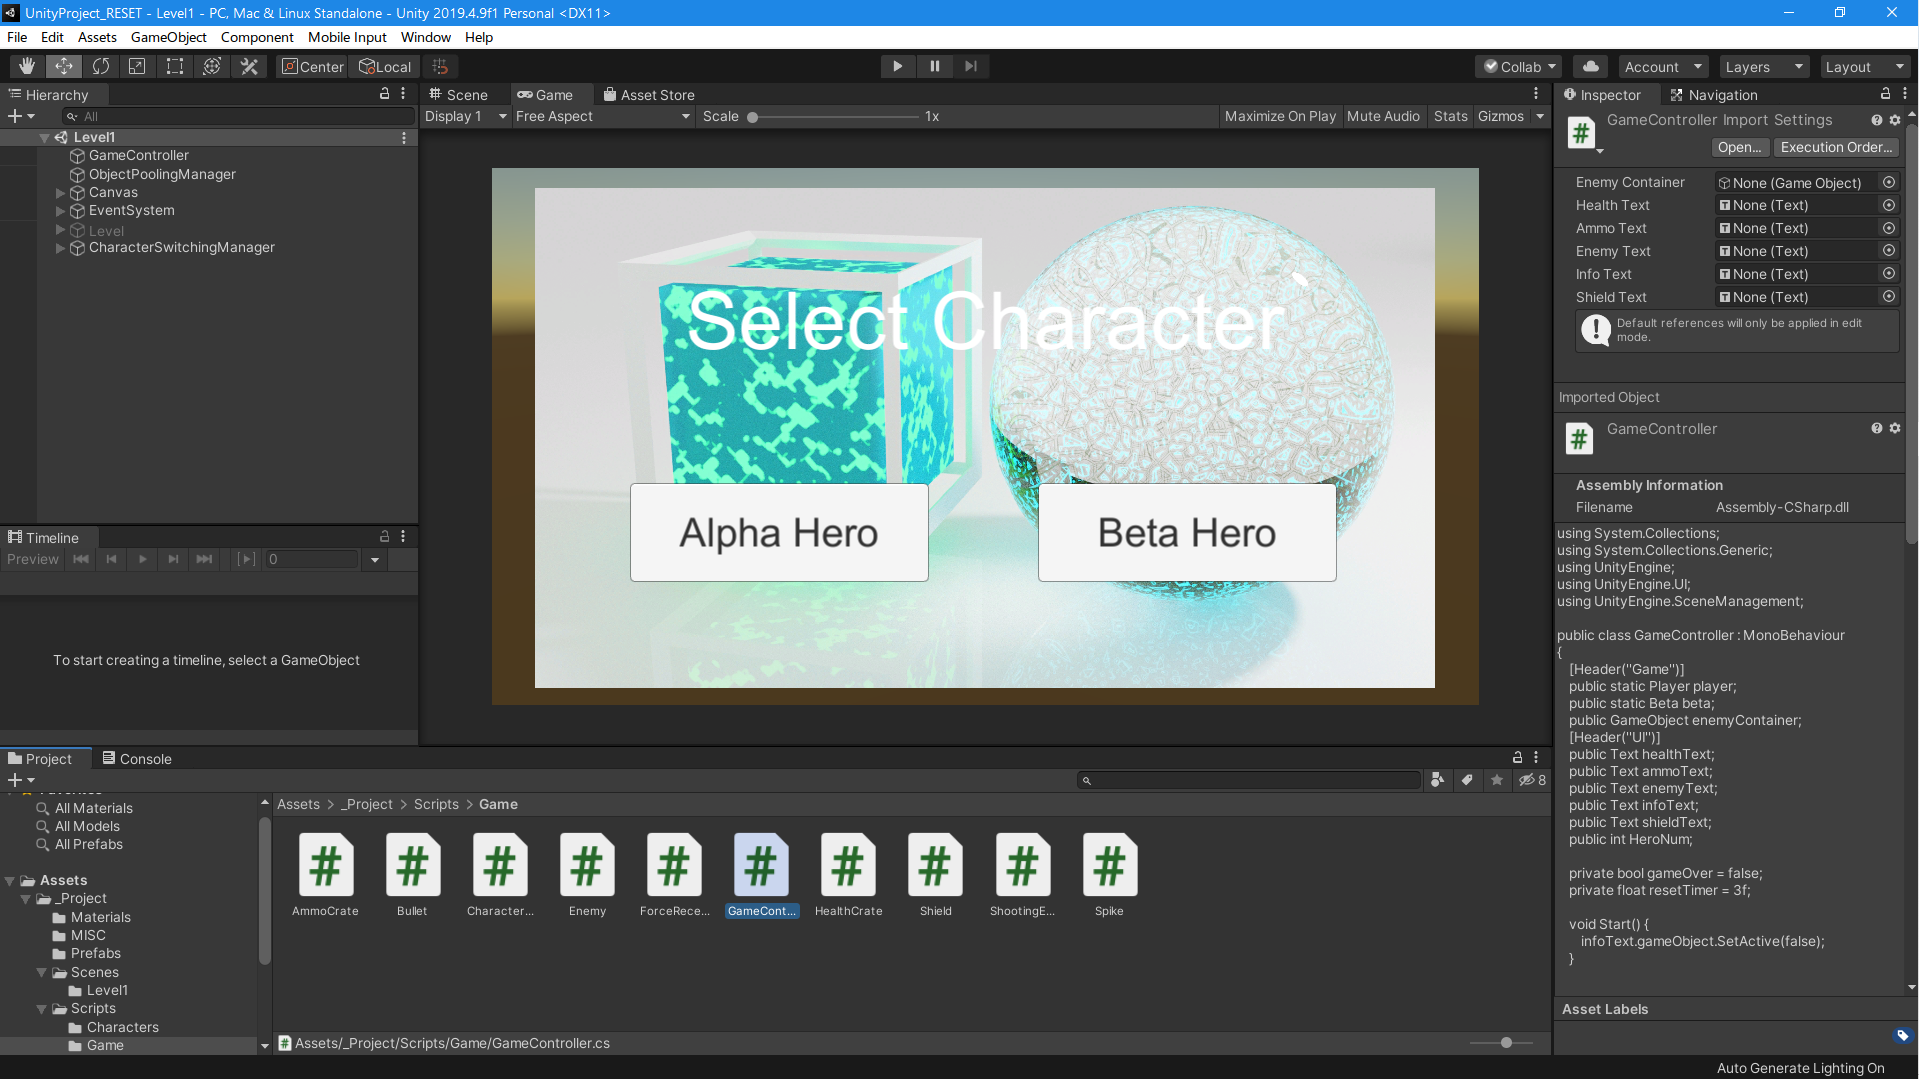 UnityProject_RESET - Level1 - PC, Mac & Linux Standalone - Unity 2019.4.9f1 Personal <DX11>
File Edit Assets GameObject Component Mobile Input Window Help
Center Local Collab Account Layers Layout
Hierarchy
All
Level1
GameController
ObjectPoolingManager
Canvas
EventSystem
Level
CharacterSwitchingManager
Timeline
Preview 0
To start creating a timeline, select a GameObject
Scene Game Asset Store
Display 1 Free Aspect Scale 1x Maximize On Play Mute Audio Stats Gizmos
Select Character
Alpha Hero
Beta Hero
Project Console
8
All Materials
All Models
All Prefabs
Assets
_Project
Materials
MISC
Prefabs
Scenes
Level1
Scripts
Characters
Game
Assets > _Project > Scripts > Game
AmmoCrate
Bullet
Character...
Enemy
ForceRece...
GameCont...
HealthCrate
Shield
ShootingE...
Spike
Assets/_Project/Scripts/Game/GameController.cs
Inspector Navigation
GameController Import Settings
Open... Execution Order...
Enemy Container None (Game Object)
Health Text None (Text)
Ammo Text None (Text)
Enemy Text None (Text)
Info Text None (Text)
Shield Text None (Text)
Default references will only be applied in edit
mode.
Imported Object
GameController
Assembly Information
Filename Assembly-CSharp.dll
using System.Collections;
using System.Collections.Generic;
using UnityEngine;
using UnityEngine.UI;
using UnityEngine.SceneManagement;
public class GameController : MonoBehaviour
{
[Header("Game")]
public static Player player;
public static Beta beta;
public GameObject enemyContainer;
[Header("UI")]
public Text healthText;
public Text ammoText;
public Text enemyText;
public Text infoText;
public Text shieldText;
public int HeroNum;
private bool gameOver = false;
private float resetTimer = 3f;
void Start() {
infoText.gameObject.SetActive(false);
}
Asset Labels
Auto Generate Lighting On